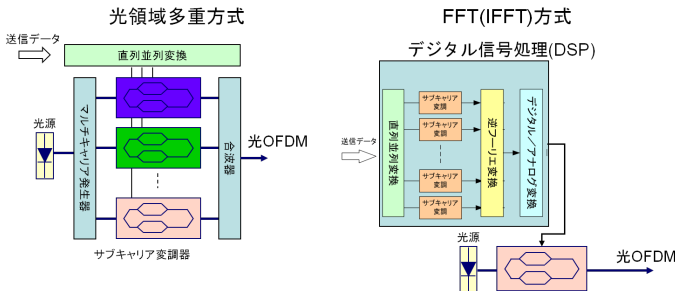 光領域多重方式
送信データ
直列並列変換
光源
マルチキャリア発生器
合波器
光OFDM
サブキャリア変調器
FFT(IFFT)方式
デジタル信号処理(DSP)
送信データ
直列並列変換
サブキャリア
変調
サブキャリア
変調
サブキャリア
変調
サブキャリア
変調
逆フーリエ変換
デジタル／アナログ変換
光源
光OFDM